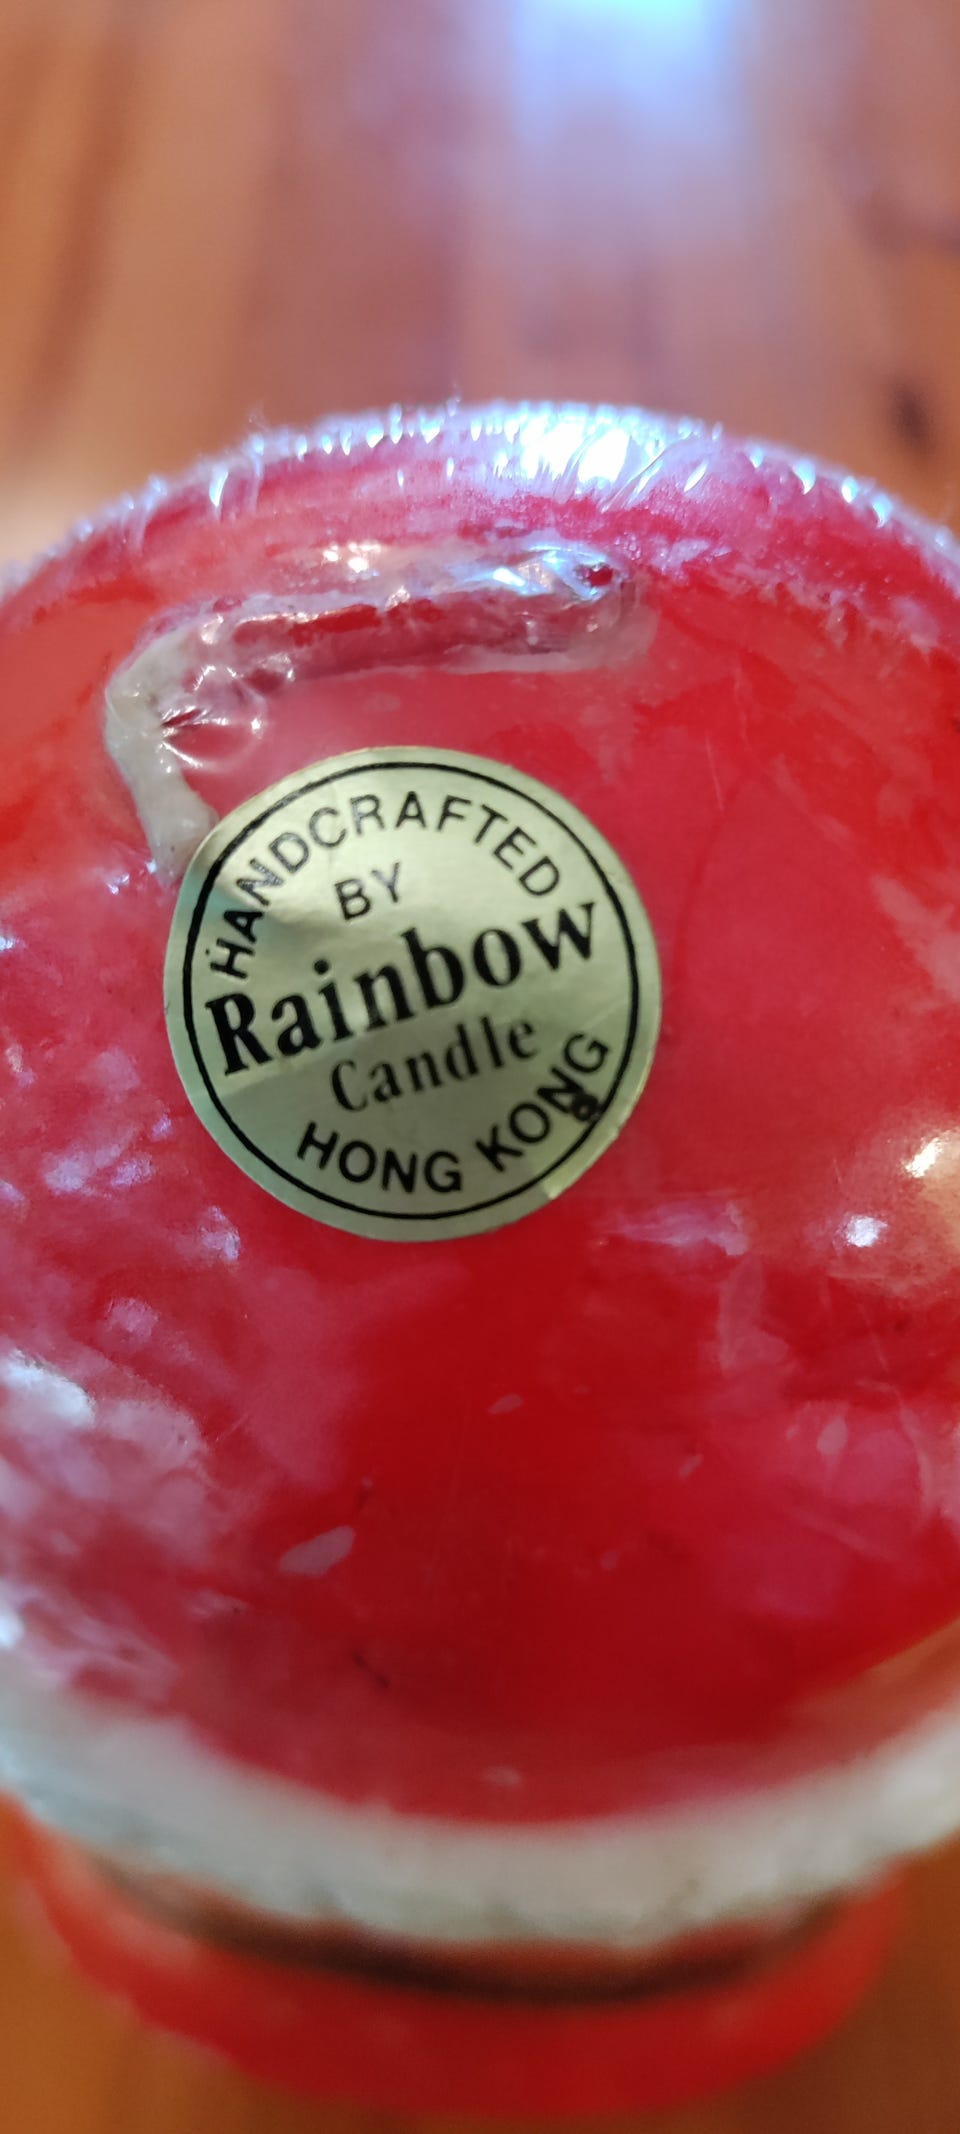 HANDCRAFTED
BY
Rainbow
Candle
HONG KONG